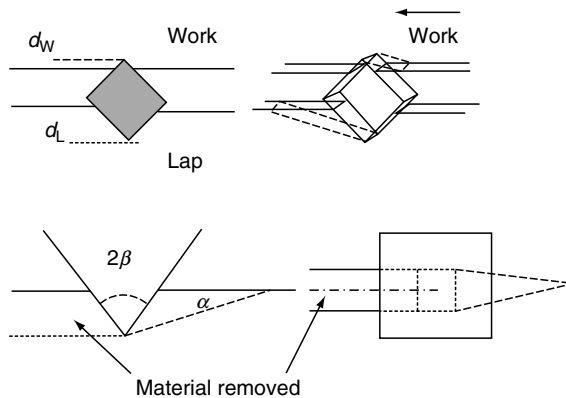 d_W Work
Work
d_L
Lap
2β
α
Material removed